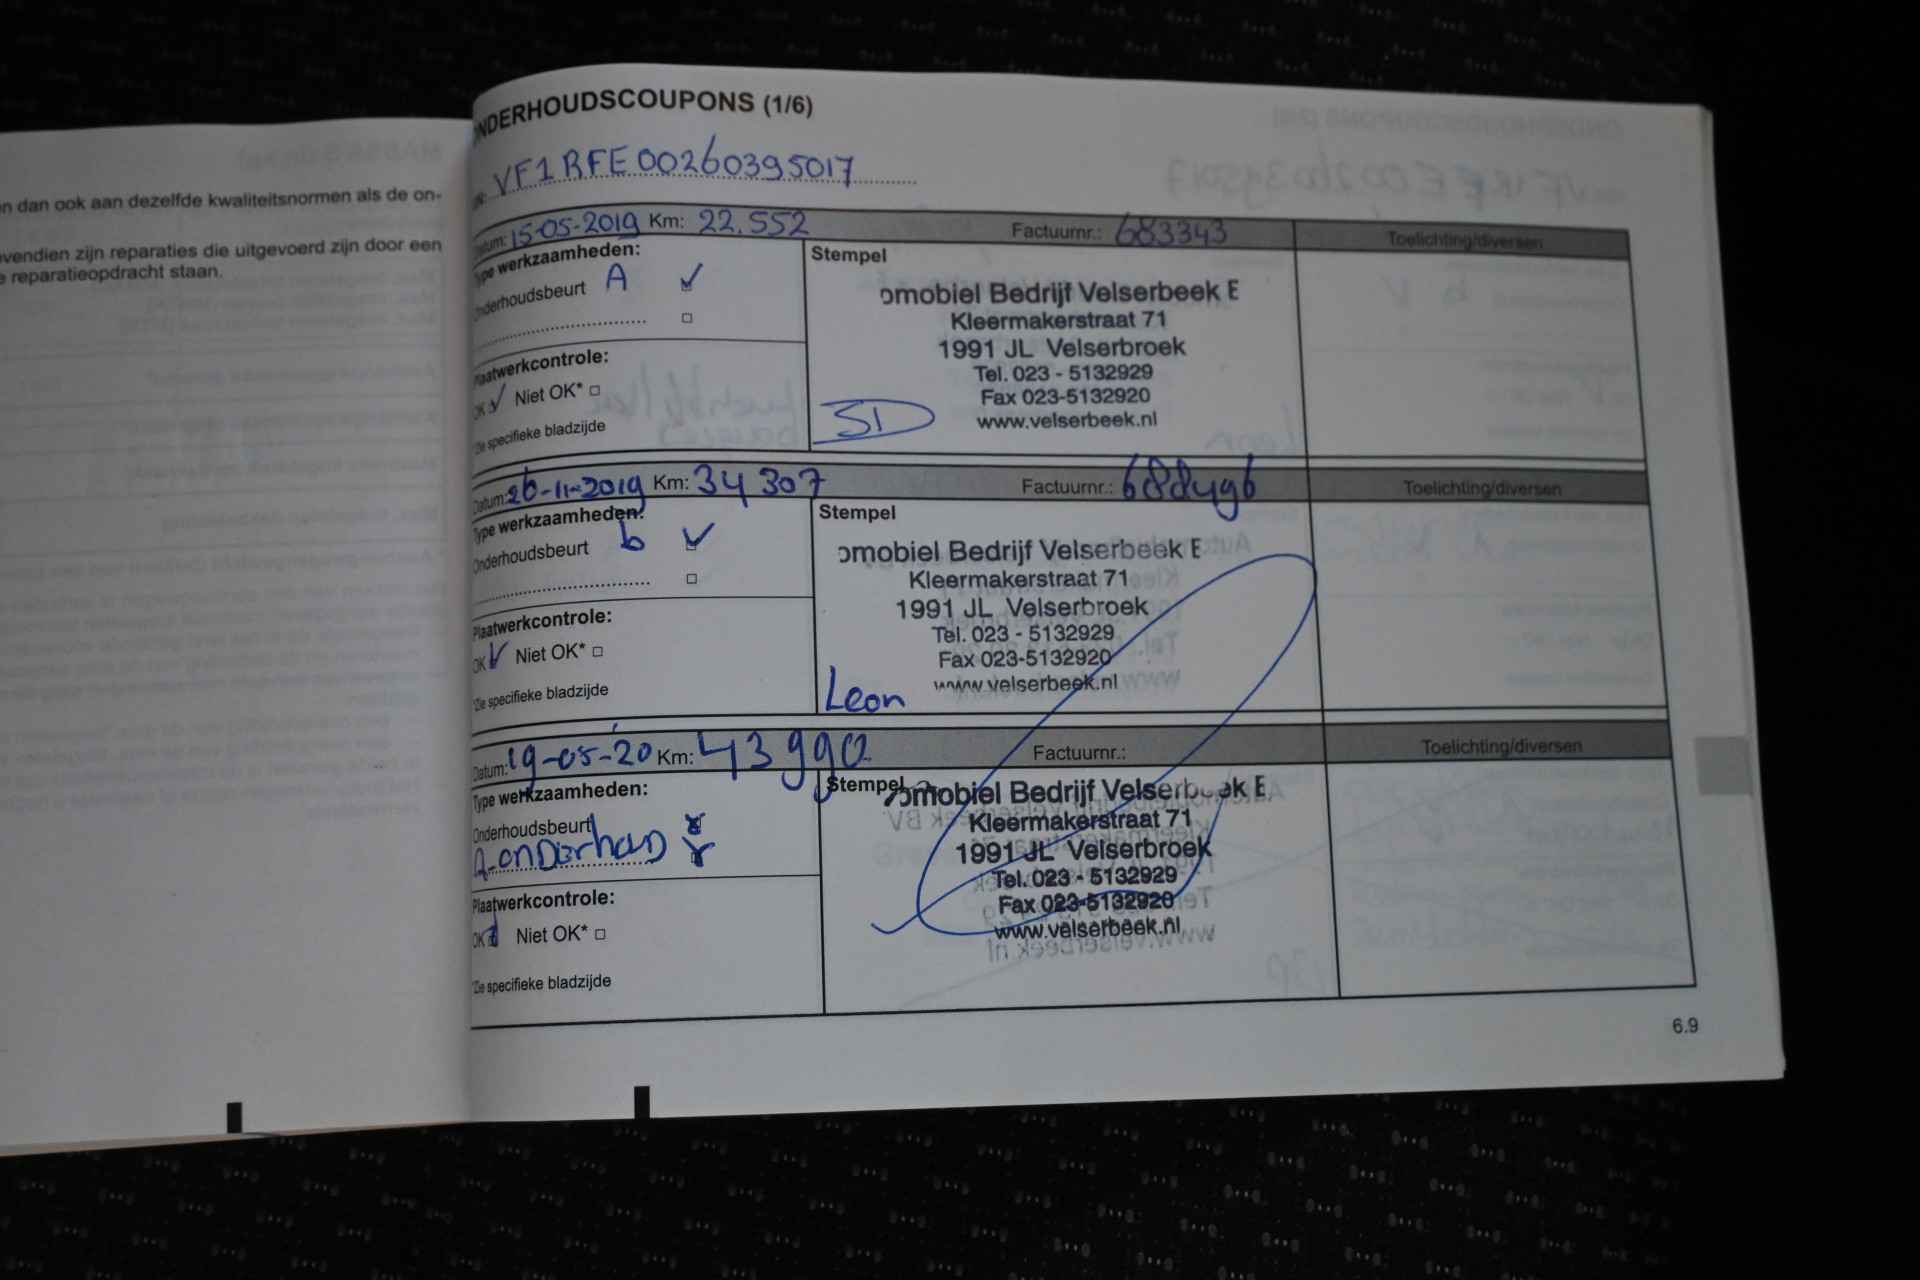 n dan ook aan dezelfde kwaliteitsnormen als de on-
vendien zijn reparaties die uitgevoerd zijn door een
e reparatieopdracht staan.
NDERHOUDSCOUPONS (1/6)
VF1RFE00260395017
Datum: 15-05-2019 Km: 22.552 Factuurnr.: 683343 Toelichting/diversen
Type werkzaamheden:
Stempel
Onderhoudsbeurt A ✓
omobiel Bedrijf Velserbeek B
Kleermakerstraat 71
1991 JL Velserbroek
Tel. 023 - 5132929
Fax 023-5132920
www.velserbeek.nl
SD
Plaatwerkcontrole:
OK ✓ Niet OK* □
*Zie specifieke bladzijde
Datum: 26-11-2019 Km: 34 307 Factuurnr.: 688496 Toelichting/diversen
Type werkzaamheden:
Stempel
Onderhoudsbeurt b ✓
omobiel Bedrijf Velserbeek B
Kleermakerstraat 71
1991 JL Velserbroek
Tel. 023 - 5132929
Fax 023-5132920
www.velserbeek.nl
Leon
Plaatwerkcontrole:
OK ✓ Niet OK* □
*Zie specifieke bladzijde
Datum: 19-05-'20 Km: 43990 Factuurnr.: Toelichting/diversen
Type werkzaamheden:
Stempel
Onderhoudsbeurt
A-onderhoud
omobiel Bedrijf Velserbeek B
Kleermakerstraat 71
1991 JL Velserbroek
Tel. 023 - 5132929
Fax 023-5132920
www.velserbeek.nl
Plaatwerkcontrole:
OK Niet OK* □
*Zie specifieke bladzijde
6.9